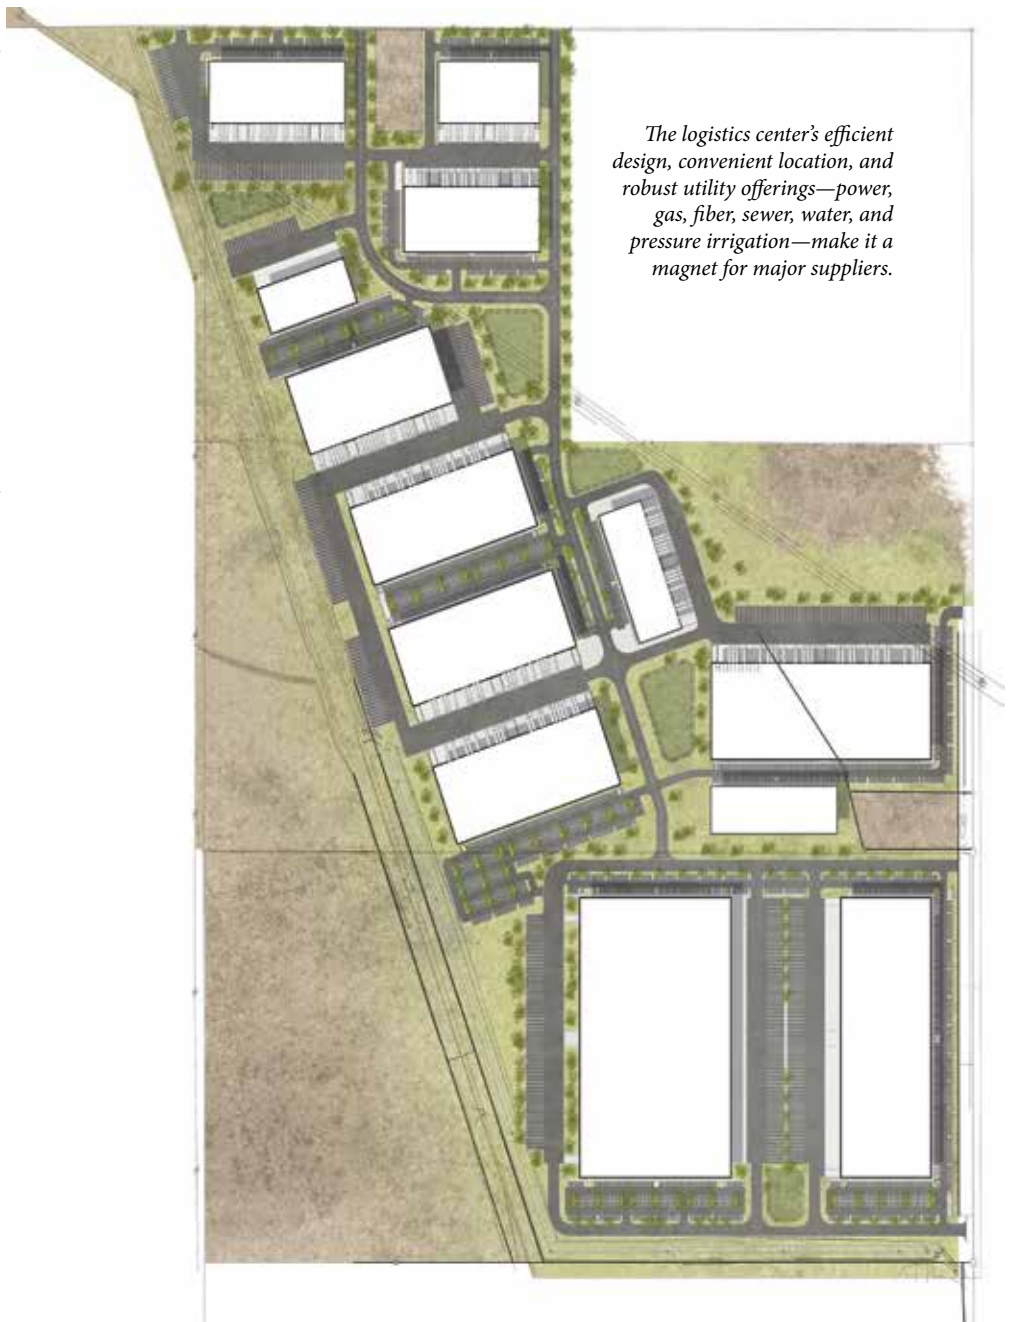 The logistics center's efficient
design, convenient location, and
robust utility offerings—power,
gas, fiber, sewer, water, and
pressure irrigation—make it a
magnet for major suppliers.